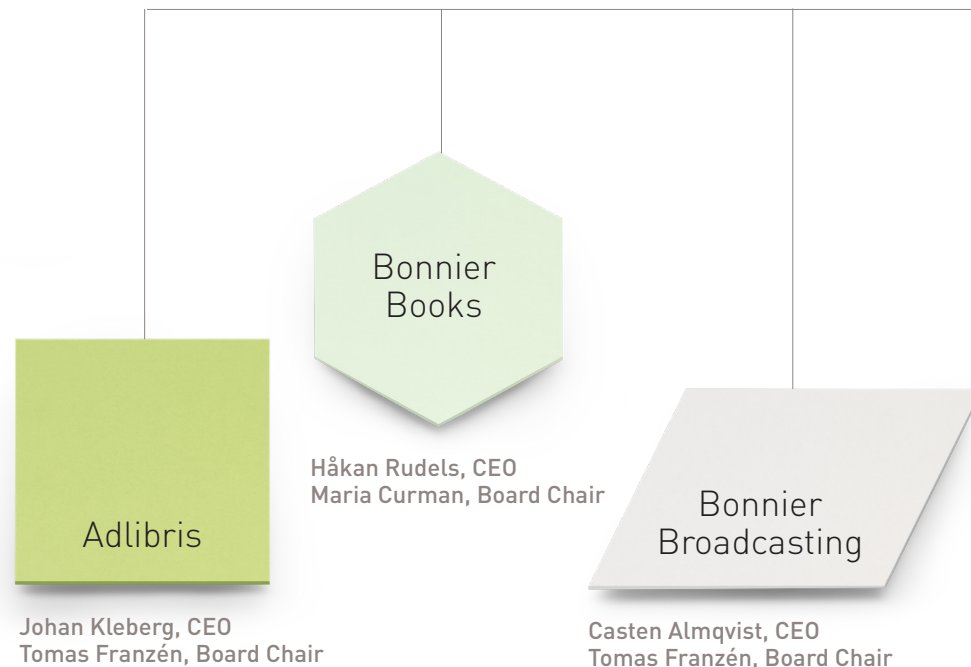 Adlibris
Johan Kleberg, CEO
Tomas Franzén, Board Chair
Bonnier
Books
Håkan Rudels, CEO
Maria Curman, Board Chair
Bonnier
Broadcasting
Casten Almqvist, CEO
Tomas Franzén, Board Chair